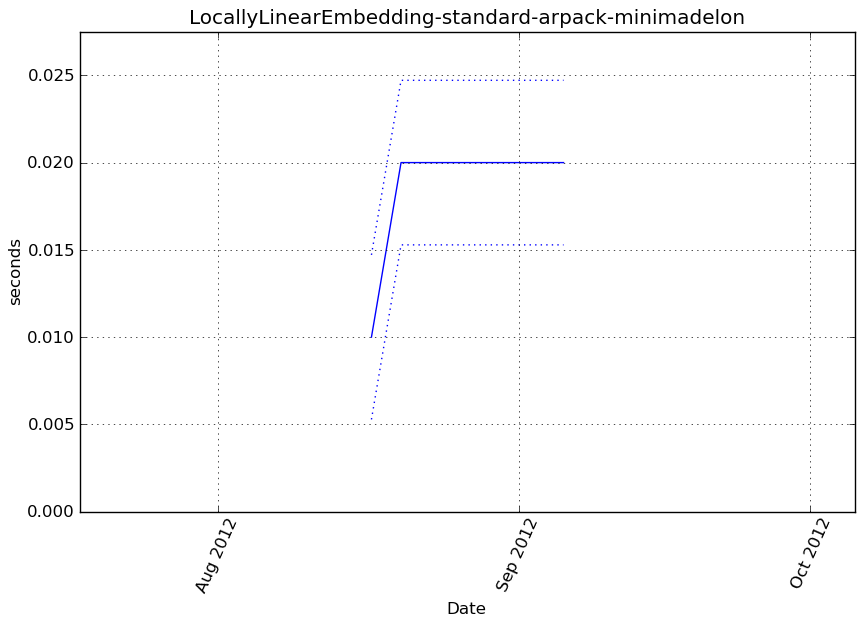 LocallyLinearEmbedding-standard-arpack-minimadelon
0.025
0.020
0.015
0.010
0.005
0.000
seconds
Aug 2012
Sep 2012
Oct 2012
Date